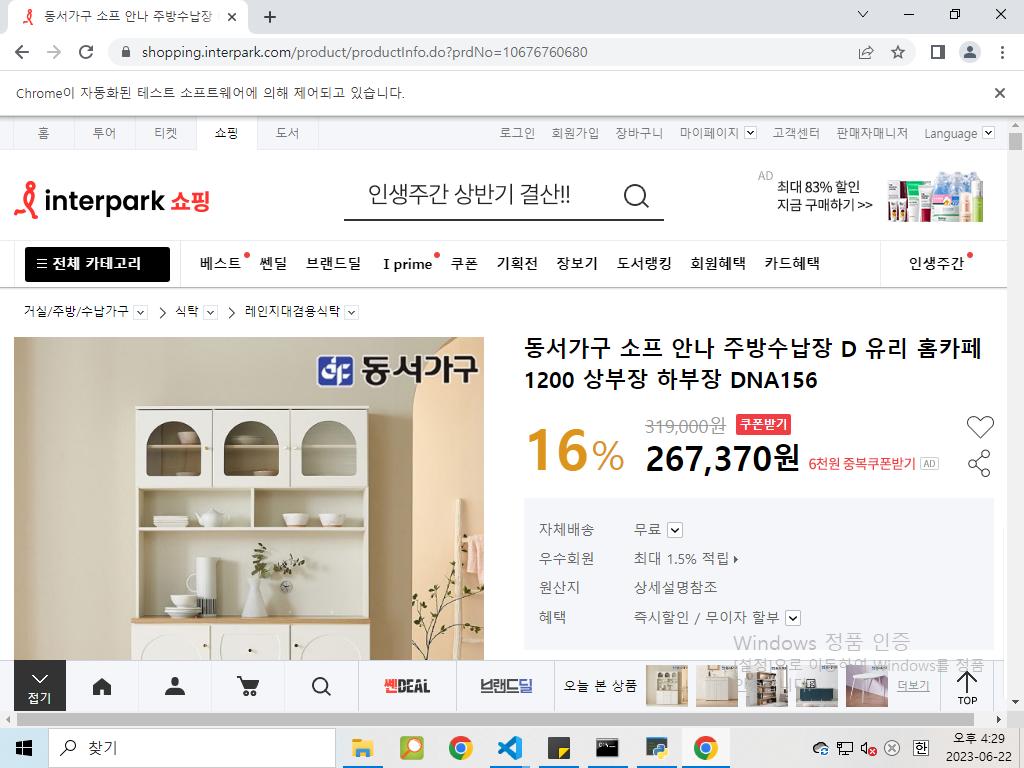 동서가구 소프 안나 주방수납장
shopping.interpark.com/product/productInfo.do?prdNo=10676760680
Chrome이 자동화된 테스트 소프트웨어에 의해 제어되고 있습니다.
홈 투어 티켓 쇼핑 도서 로그인 회원가입 장바구니 마이페이지 고객센터 판매자매니저 Language
interpark 쇼핑
인생주간 상반기 결산!!
AD
최대 83% 할인
지금 구매하기 >>
전체 카테고리 베스트 쎈딜 브랜드딜 I prime 쿠폰 기획전 장보기 도서랭킹 회원혜택 카드혜택 인생주간
거실/주방/수납가구 식탁 레인지대겸용식탁
동서가구
동서가구 소프 안나 주방수납장 D 유리 홈카페
1200 상부장 하부장 DNA156
16%
319,000원 쿠폰받기
267,370원 6천원 중복쿠폰받기 AD
자체배송 무료
우수회원 최대 1.5% 적립
원산지 상세설명참조
혜택 즉시할인 / 무이자 할부
Windows 정품 인증
[설정]으로 이동하여 Windows를 정품
접기
쎈DEAL
브랜드딜
오늘 본 상품
더보기
TOP
찾기
한
오후 4:29
2023-06-22